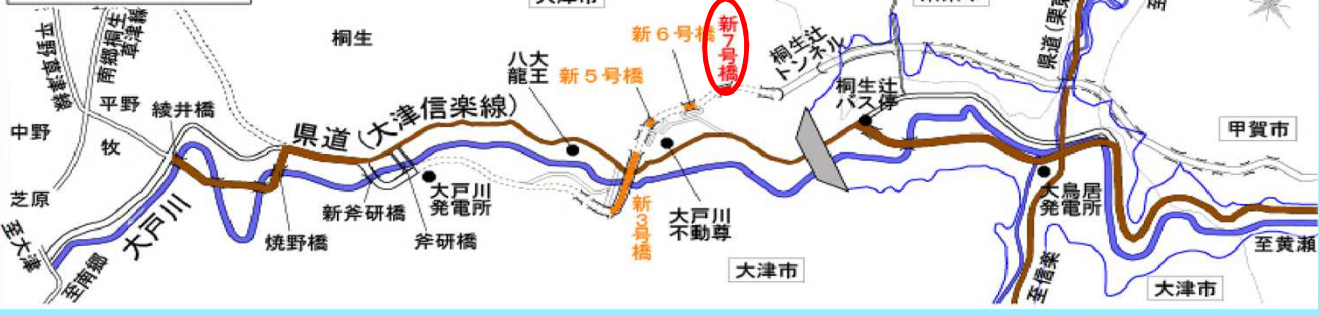 大津市
平野草津線
南郷桐生
草津線
桐生
平野
綾井橋
中野
牧
芝原
至大津
至南郷
大戸川
県道(大津信楽線)
焼野橋
新斧研橋
斧研橋
大戸川
発電所
八大
龍王
新5号橋
新6号橋
新7号橋
新3号橋
大戸川
不動尊
桐生辻
トンネル
桐生辻
バス停
県道(栗東
至
甲賀市
大鳥居
発電所
至信楽
至黄瀬
大津市
大津市